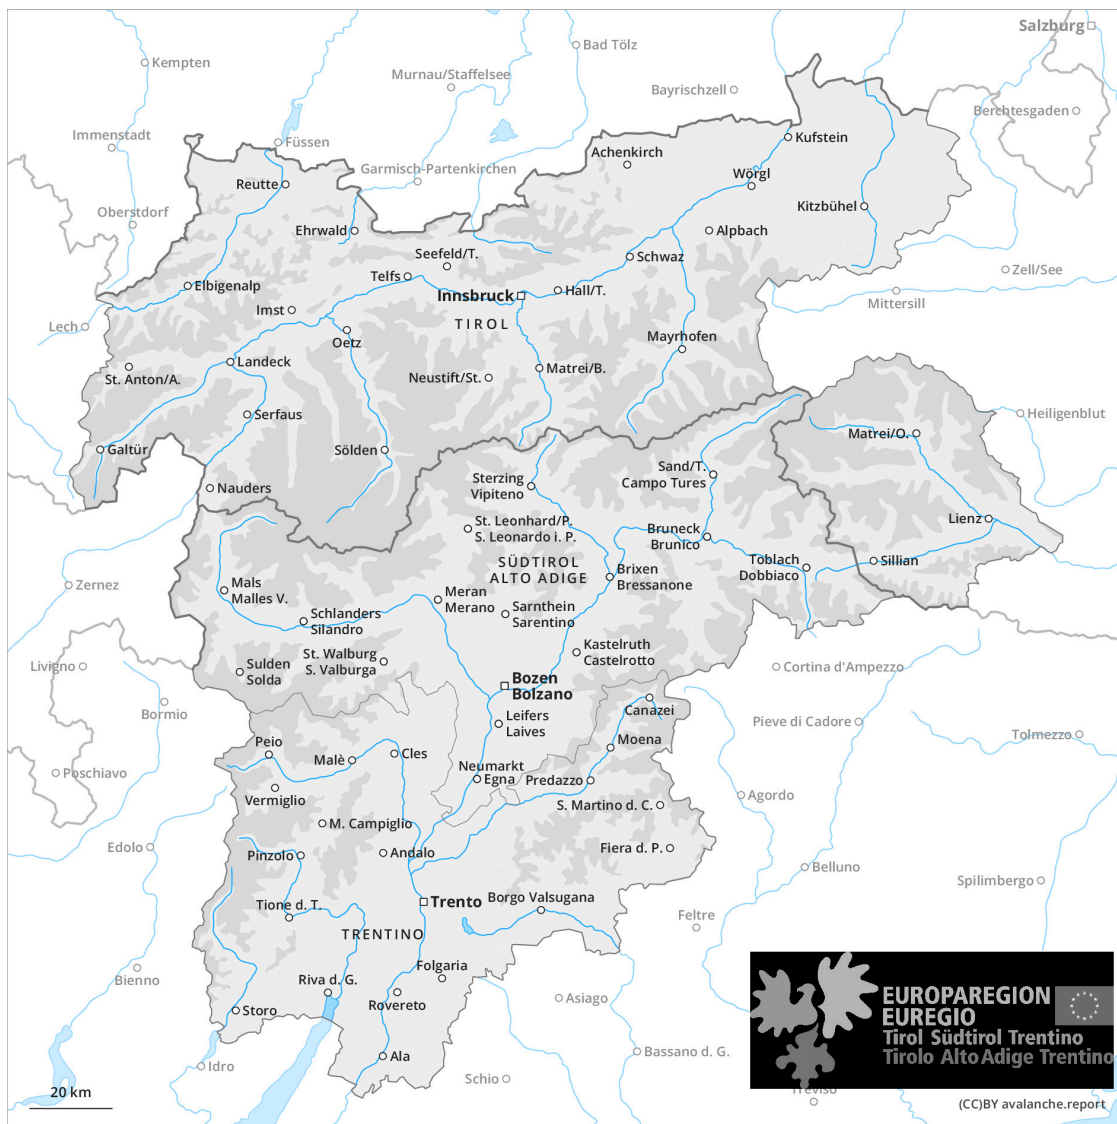 Salzburg
Bad Tölz
Kempten
Murnau/Staffelsee
Bayrischzell
Berchtesgaden
Immenstadt
Füssen
Kufstein
Achenkirch
Garmisch-Partenkirchen
Wörgl
Reutte
Kitzbühel
Oberstdorf
Ehrwald
Alpbach
Seefeld/T.
Schwaz
Zell/See
Telfs
Elbigenalp
Hall/T.
Innsbruck
Mittersill
Imst
TIROL
Lech
Oetz
Mayrhofen
Landeck
Matrei/B.
St. Anton/A.
Neustift/St.
Serfaus
Heiligenblut
Matrei/O.
Galtür
Sölden
Sand/T.
Campo Tures
Sterzing
Vipiteno
Nauders
Lienz
St. Leonhard/P.
S. Leonardo i. P.
Bruneck
Brunico
SÜDTIROL
ALTO ADIGE
Toblach
Dobbiaco
Sillian
Brixen
Bressanone
Zernez
Mals
Malles V.
Meran
Merano
Schlanders
Silandro
Sarnthein
Sarentino
Kastelruth
Castelrotto
St. Walburg
S. Valburga
Livigno
Sulden
Solda
Cortina d'Ampezzo
Bozen
Bolzano
Bormio
Canazei
Leifers
Laives
Pieve di Cadore
Tolmezzo
Moena
Peio
Malè
Cles
Neumarkt
Egna
Predazzo
Poschiavo
Vermiglio
Agordo
S. Martino d. C.
M. Campiglio
Edolo
Pinzolo
Andalo
Fiera d. P.
Belluno
Spilimbergo
Trento
Borgo Valsugana
Tione d. T.
Feltre
TRENTINO
Bienno
Folgaria
Riva d. G.
Rovereto
Asiago
Storo
EUROPAREGION
EUREGIO
Tirol Südtirol Trentino
Tirolo Alto Adige Trentino
Ala
Bassano d. G.
Idro
Schio
Treviso
20 km
(CC)BY avalanche.report